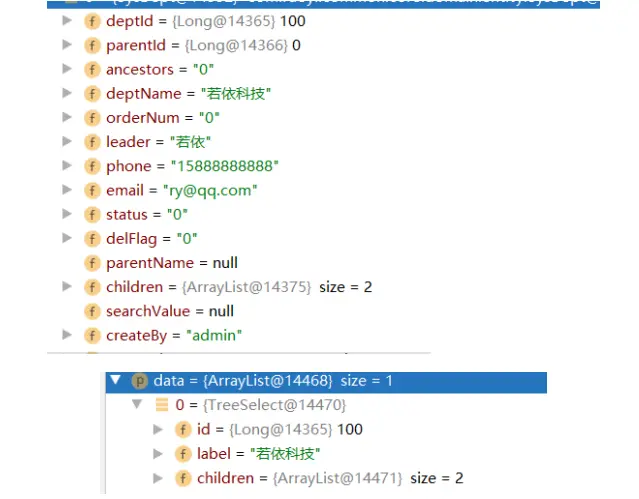 deptId = {Long@14365} 100
parentId = {Long@14366} 0
ancestors = "0"
deptName = "若依科技"
orderNum = "0"
leader = "若依"
phone = "15888888888"
email = "ry@qq.com"
status = "0"
delFlag = "0"
parentName = null
children = {ArrayList@14375} size = 2
searchValue = null
createBy = "admin"
data = {ArrayList@14468} size = 1
0 = {TreeSelect@14470}
id = {Long@14365} 100
label = "若依科技"
children = {ArrayList@14471} size = 2